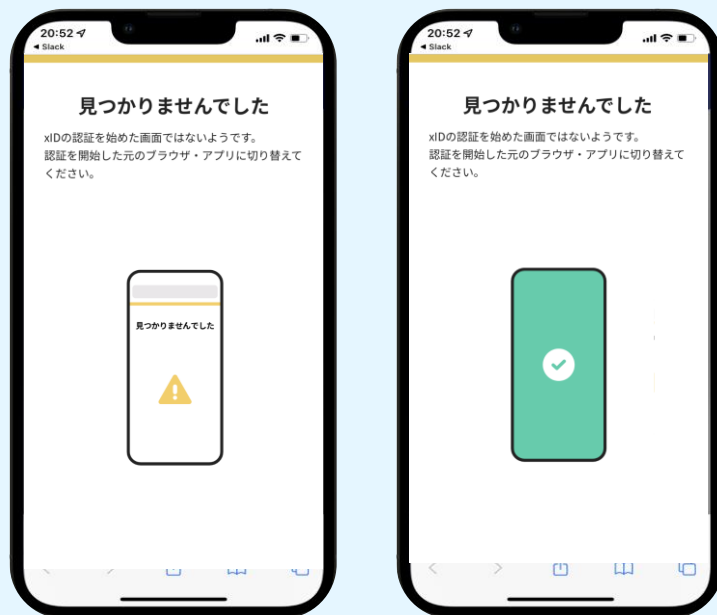 20:52
◀ Slack
見つかりませんでした
xIDの認証を始めた画面ではないようです。
認証を開始した元のブラウザ・アプリに切り替えて
ください。
見つかりませんでした
20:52
◀ Slack
見つかりませんでした
xIDの認証を始めた画面ではないようです。
認証を開始した元のブラウザ・アプリに切り替えて
ください。